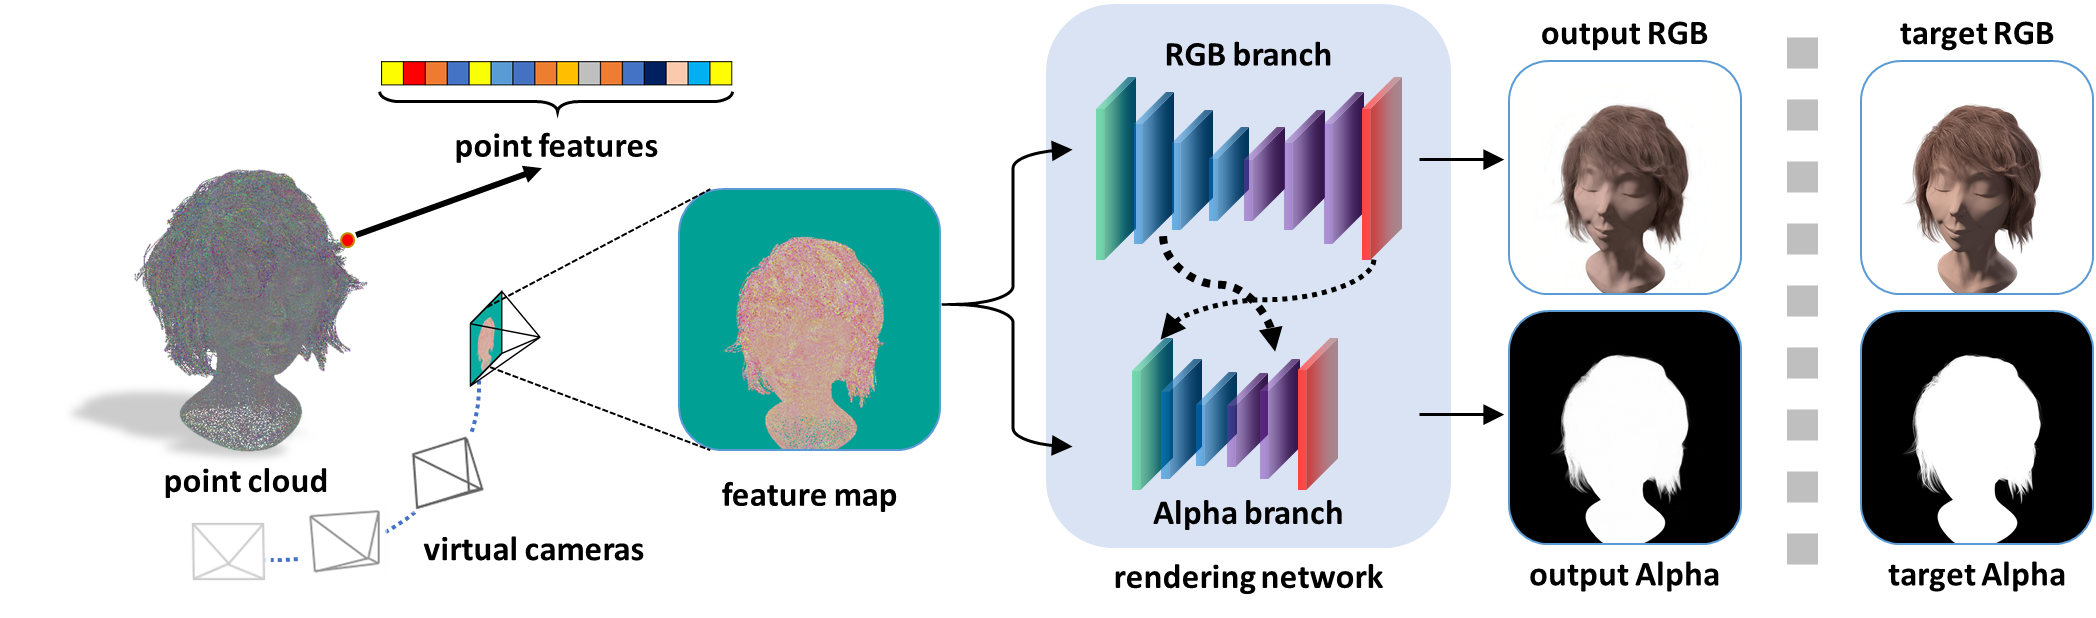 point features
point cloud
virtual cameras
feature map
RGB branch
Alpha branch
rendering network
output RGB
target RGB
output Alpha
target Alpha